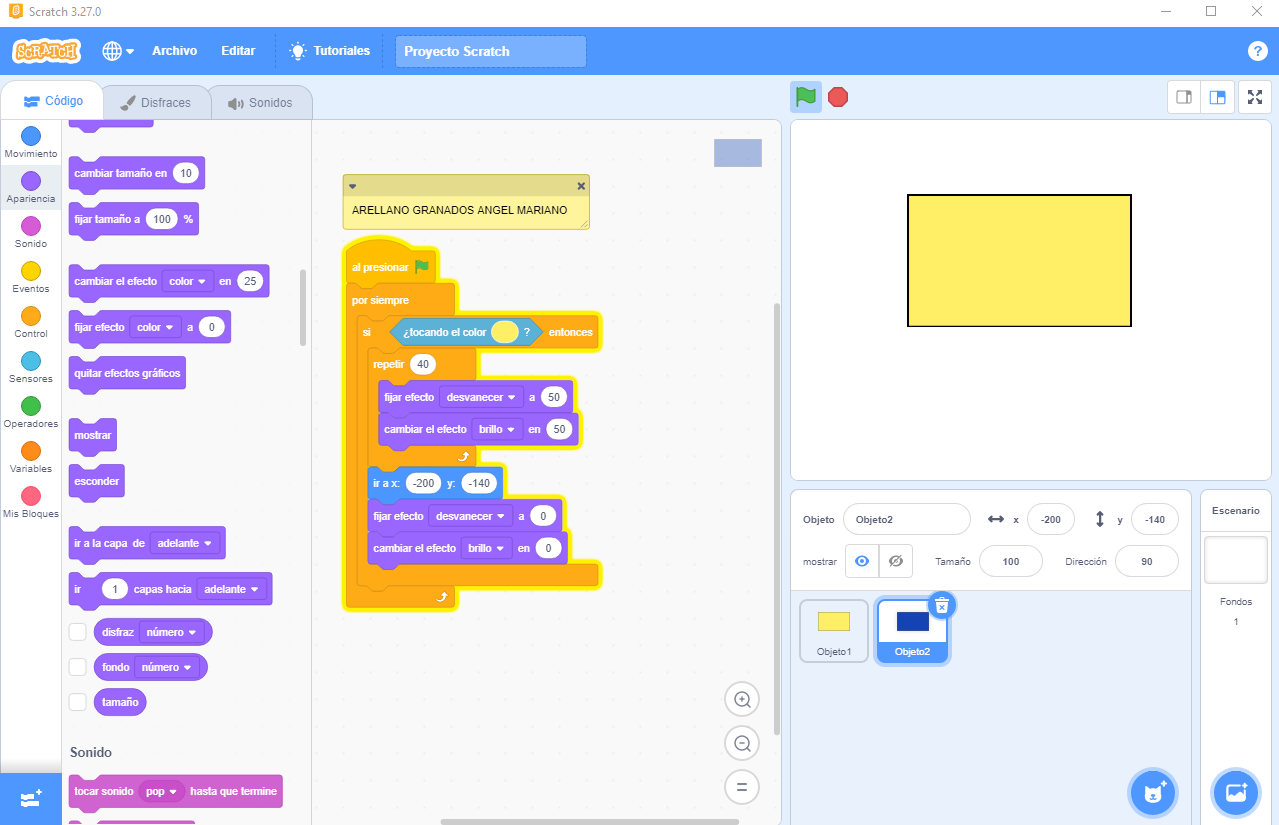 Scratch 3.27.0
SCRATCH
Archivo
Editar
Tutoriales
Proyecto Scratch
?
Código
Disfraces
Sonidos
Movimiento
Apariencia
Sonido
Eventos
Control
Sensores
Operadores
Variables
Mis Bloques
cambiar tamaño en 10
fijar tamaño a 100 %
cambiar el efecto color en 25
fijar efecto color a 0
quitar efectos gráficos
mostrar
esconder
ir a la capa de adelante
ir 1 capas hacia adelante
disfraz número
fondo número
tamaño
Sonido
tocar sonido pop hasta que termine
ARELLANO GRANADOS ANGEL MARIANO
al presionar
por siempre
si ¿tocando el color ? entonces
repetir 40
fijar efecto desvanecer a 50
cambiar el efecto brillo en 50
ir a x: -200 y: -140
fijar efecto desvanecer a 0
cambiar el efecto brillo en 0
Objeto Objeto2 x -200 y -140
mostrar Tamaño 100 Dirección 90
Objeto1
Objeto2
Escenario
Fondos
1